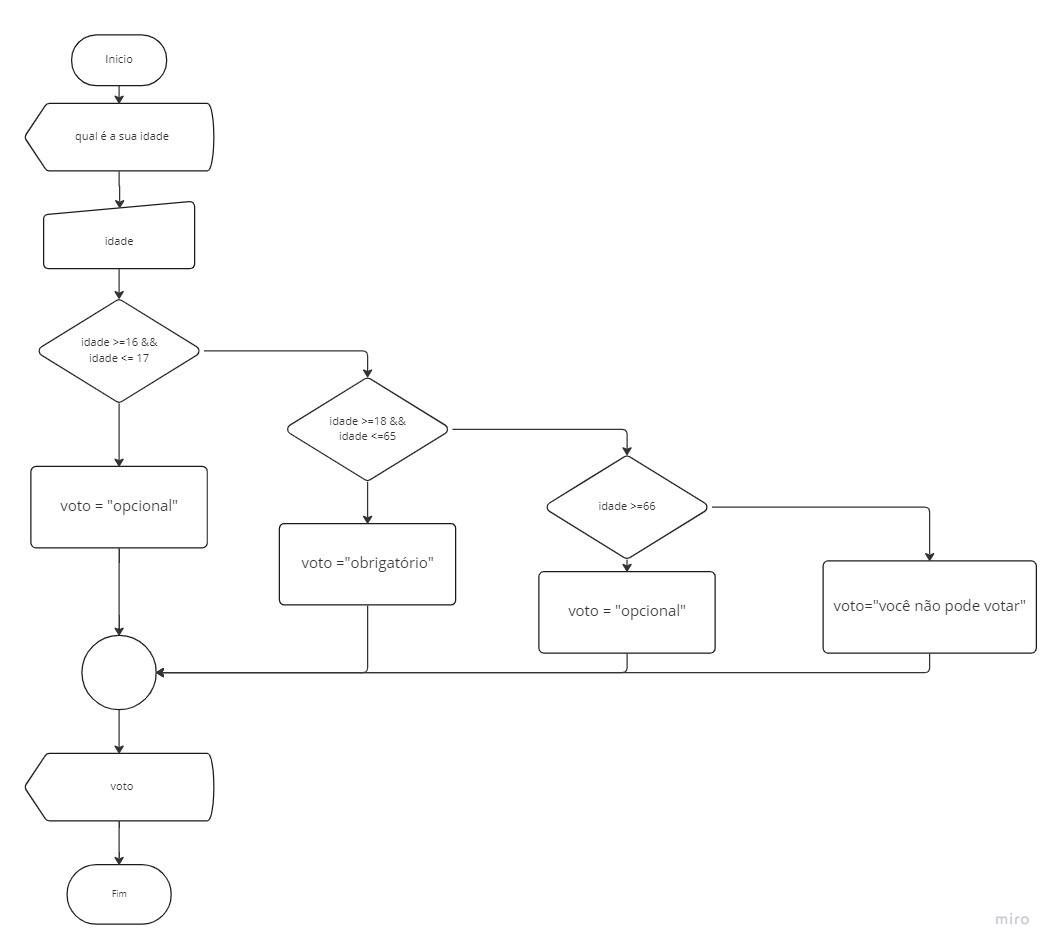 Inicio
qual é a sua idade
idade
idade >=16 &&
idade <= 17
idade >=18 &&
idade <=65
idade >=66
voto = "opcional"
voto ="obrigatório"
voto = "opcional"
voto="você não pode votar"
voto
Fim
miro